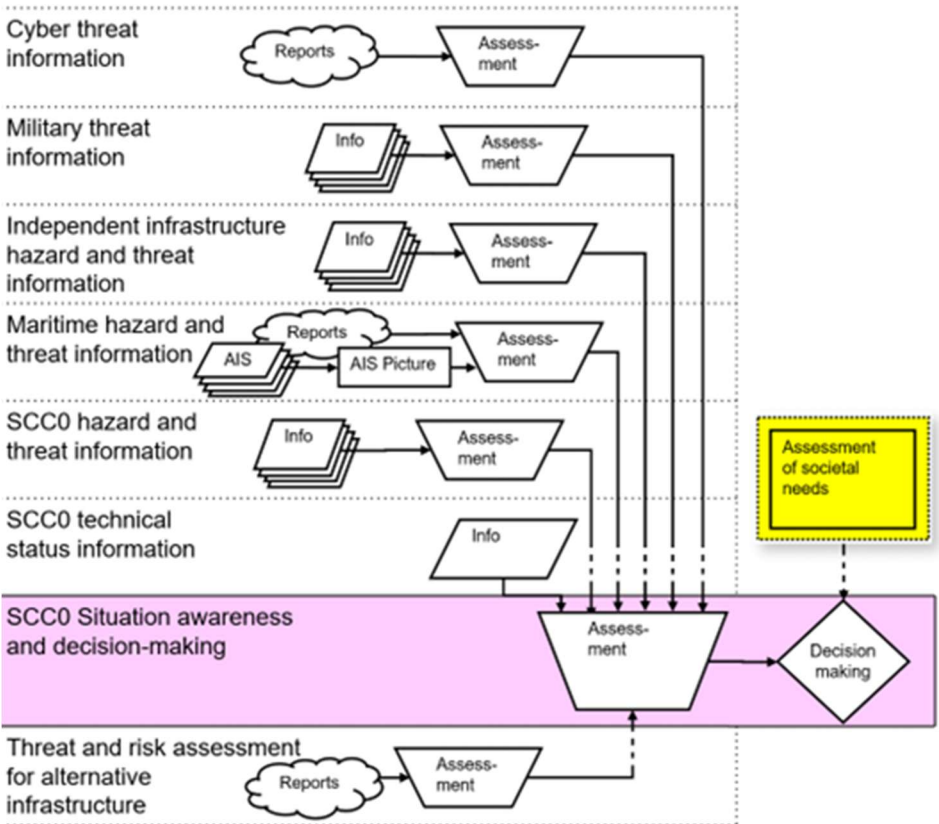 Cyber threat
information
Reports
Assess-
ment
Military threat
information
Info
Assess-
ment
Independent infrastructure
hazard and threat
information
Info
Assess-
ment
Maritime hazard and
threat information
Reports
AIS
AIS Picture
Assess-
ment
SCC0 hazard and
threat information
Info
Assess-
ment
Assessment
of societal
needs
SCC0 technical
status information
Info
SCC0 Situation awareness
and decision-making
Assess-
ment
Decision
making
Threat and risk assessment
for alternative
infrastructure
Reports
Assess-
ment